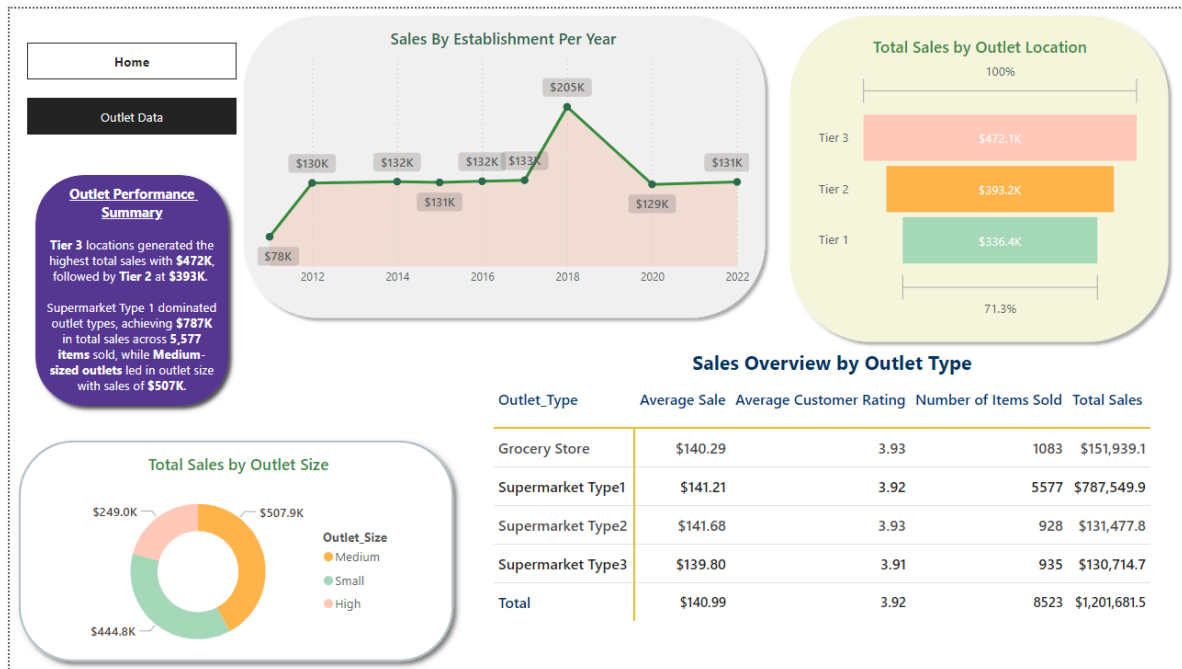 Home
Outlet Data
Outlet Performance
Summary
Tier 3 locations generated the
highest total sales with $472K,
followed by Tier 2 at $393K.
Supermarket Type 1 dominated
outlet types, achieving $787K
in total sales across 5,577
items sold, while Medium-
sized outlets led in outlet size
with sales of $507K.
Sales By Establishment Per Year
$205K
$130K
$132K
$132K
$133K
$131K
$131K
$129K
$78K
2012
2014
2016
2018
2020
2022
Total Sales by Outlet Location
100%
Tier 3
$472.1K
Tier 2
$393.2K
Tier 1
$336.4K
71.3%
Total Sales by Outlet Size
$249.0K
$507.9K
$444.8K
Outlet_Size
Medium
Small
High
Sales Overview by Outlet Type
Outlet_Type Average Sale Average Customer Rating Number of Items Sold Total Sales
Grocery Store $140.29 3.93 1083 $151,939.1
Supermarket Type1 $141.21 3.92 5577 $787,549.9
Supermarket Type2 $141.68 3.93 928 $131,477.8
Supermarket Type3 $139.80 3.91 935 $130,714.7
Total $140.99 3.92 8523 $1,201,681.5